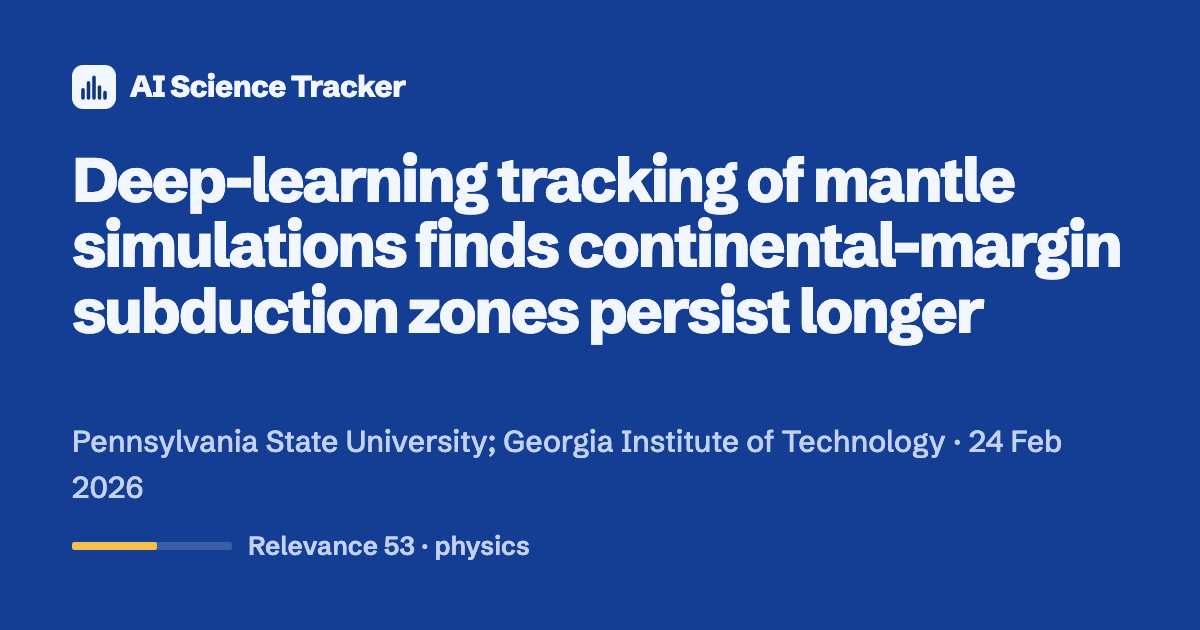 AI Science Tracker
Deep-learning tracking of mantle
simulations finds continental-margin
subduction zones persist longer
Pennsylvania State University; Georgia Institute of Technology · 24 Feb
2026
Relevance 53 · physics